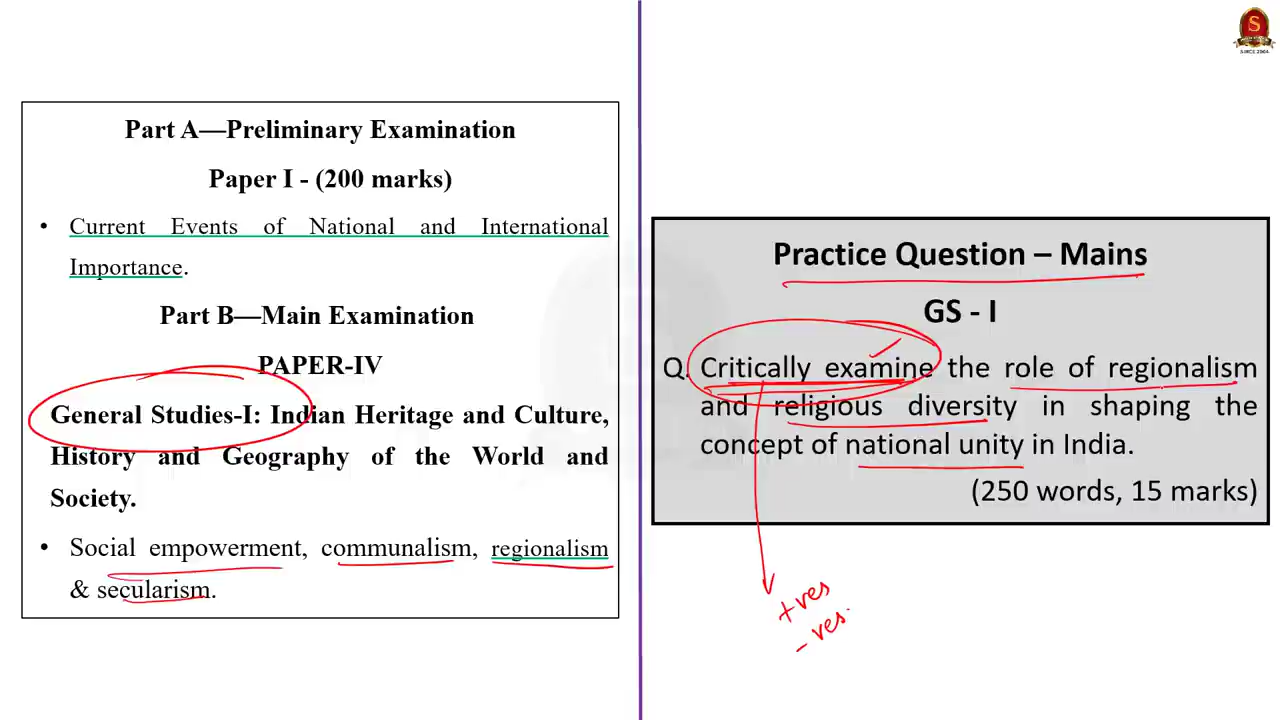 Part A—Preliminary Examination
Paper I - (200 marks)
• Current Events of National and International
Importance.
Part B—Main Examination
PAPER-IV
General Studies-I: Indian Heritage and Culture,
History and Geography of the World and
Society.
• Social empowerment, communalism, regionalism
& secularism.
S
SINCE 2004
Practice Question – Mains
GS - I
Q. Critically examine the role of regionalism
and religious diversity in shaping the
concept of national unity in India.
(250 words, 15 marks)
+ves
- ves.